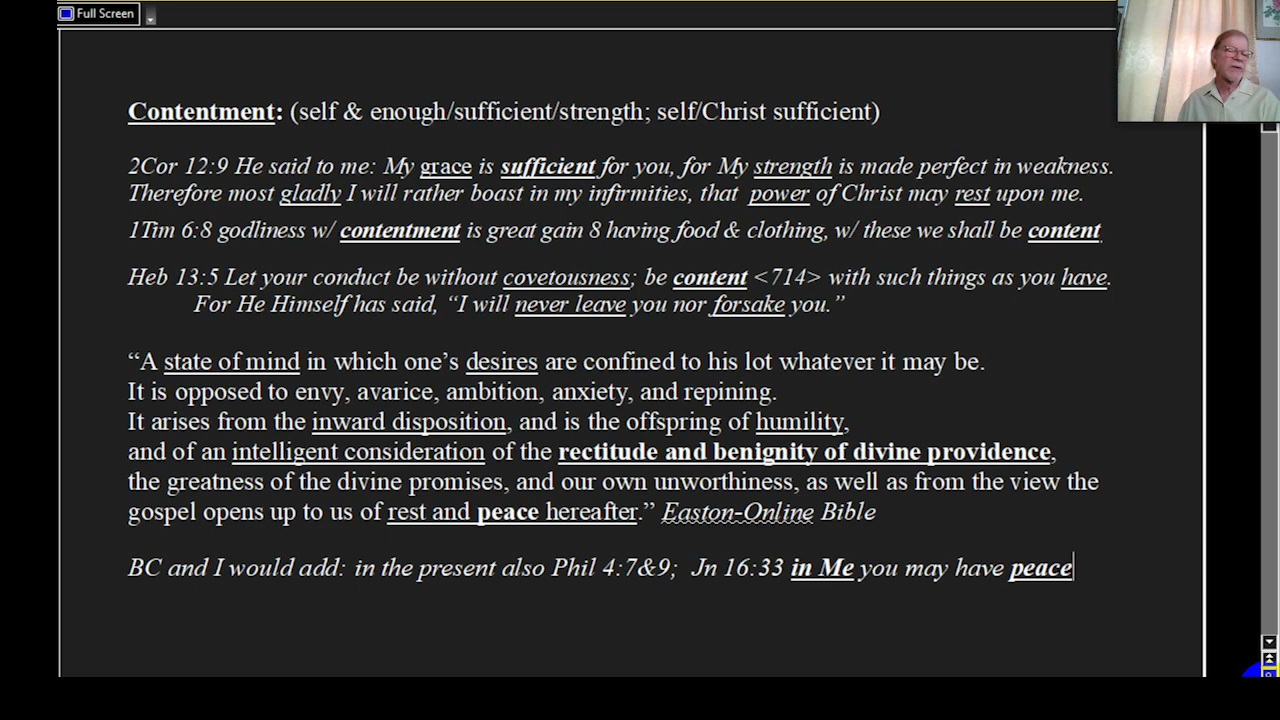 Full Screen
Contentment: (self & enough/sufficient/strength; self/Christ sufficient)
2Cor 12:9 He said to me: My grace is sufficient for you, for My strength is made perfect in weakness.
Therefore most gladly I will rather boast in my infirmities, that power of Christ may rest upon me.
1Tim 6:8 godliness w/ contentment is great gain 8 having food & clothing, w/ these we shall be content
Heb 13:5 Let your conduct be without covetousness; be content <714> with such things as you have.
For He Himself has said, “I will never leave you nor forsake you.”
“A state of mind in which one’s desires are confined to his lot whatever it may be.
It is opposed to envy, avarice, ambition, anxiety, and repining.
It arises from the inward disposition, and is the offspring of humility,
and of an intelligent consideration of the rectitude and benignity of divine providence,
the greatness of the divine promises, and our own unworthiness, as well as from the view the
gospel opens up to us of rest and peace hereafter.” Easton-Online Bible
BC and I would add: in the present also Phil 4:7&9; Jn 16:33 in Me you may have peace